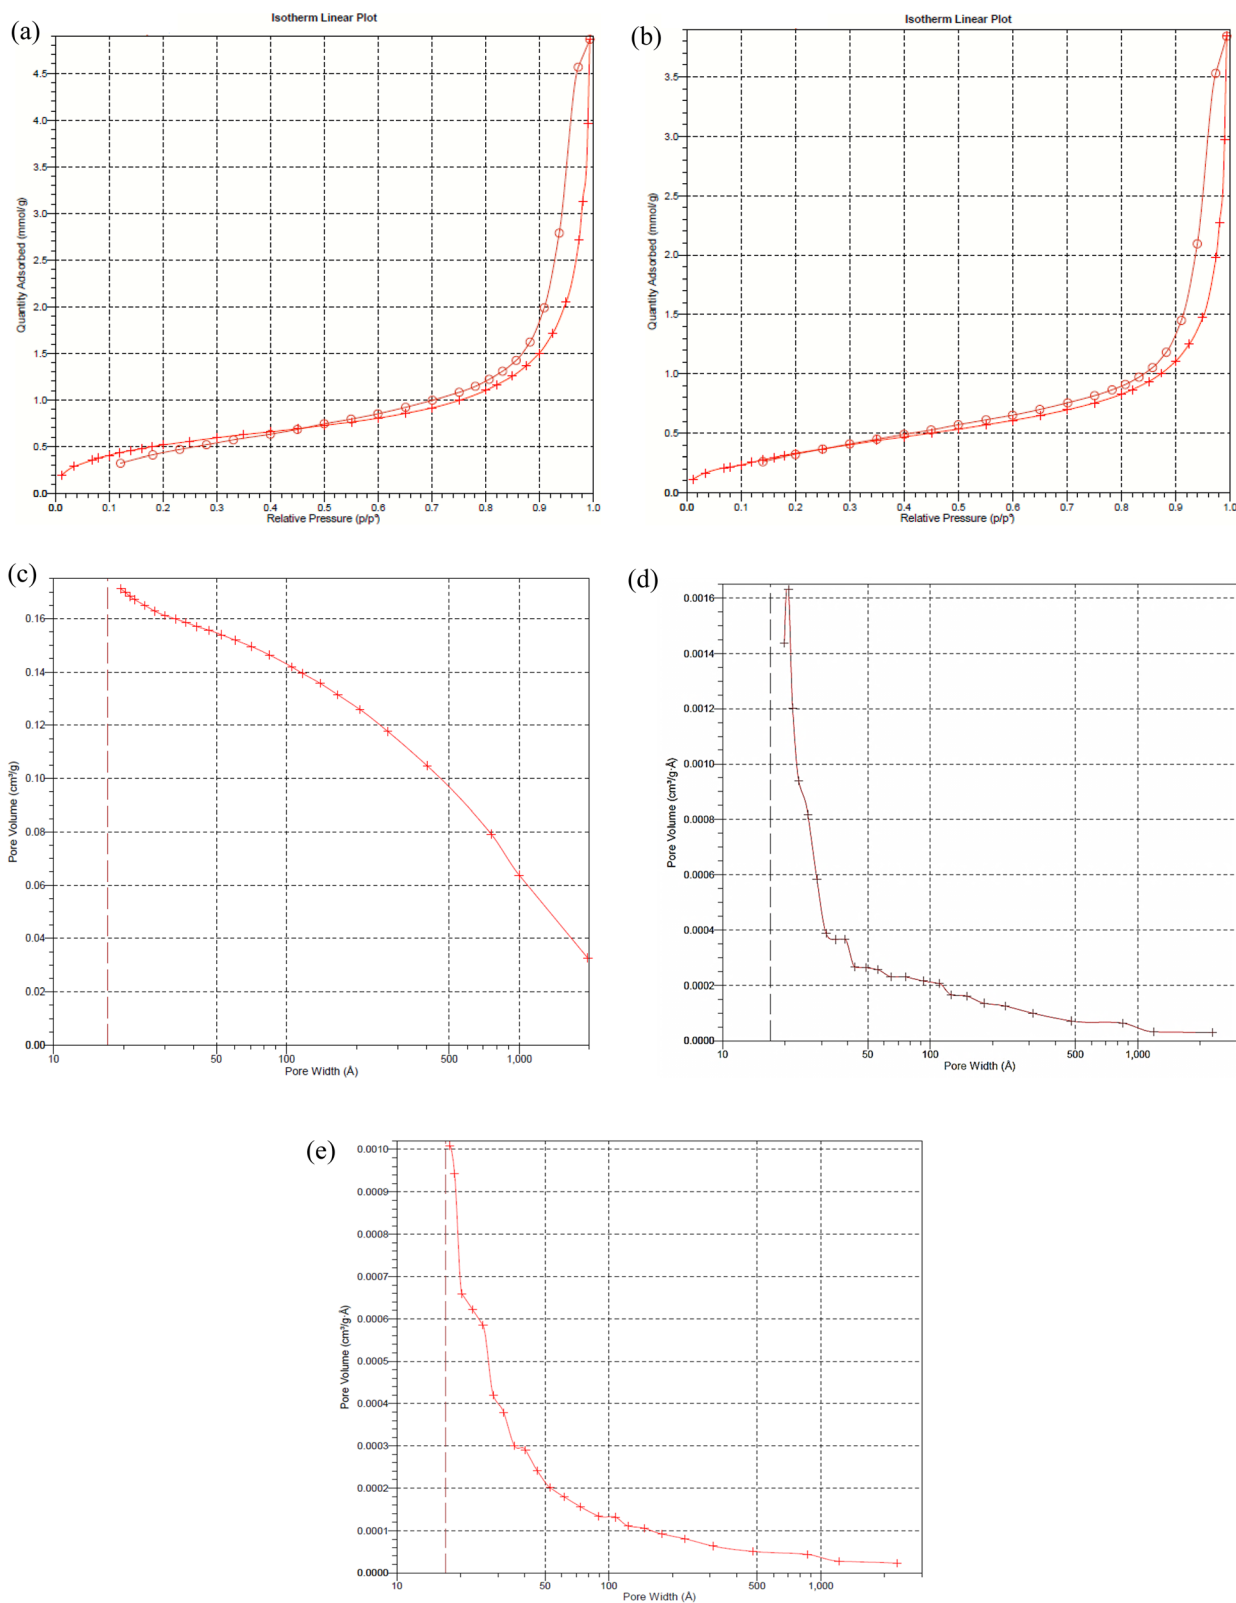 (a)
Isotherm Linear Plot
Quantity Adsorbed (mmol/g)
4.5
4.0
3.5
3.0
2.5
2.0
1.5
1.0
0.5
0.0
0.0 0.1 0.2 0.3 0.4 0.5 0.6 0.7 0.8 0.9 1.0
Relative Pressure (p/p°)
(b)
Isotherm Linear Plot
Quantity Adsorbed (mmol/g)
3.5
3.0
2.5
2.0
1.5
1.0
0.5
0.0
0.0 0.1 0.2 0.3 0.4 0.5 0.6 0.7 0.8 0.9 1.0
Relative Pressure (p/p°)
(c)
Pore Volume (cm³/g)
0.16
0.14
0.12
0.10
0.08
0.06
0.04
0.02
0.00
10 50 100 500 1,000
Pore Width (Å)
(d)
Pore Volume (cm³/g·Å)
0.0016
0.0014
0.0012
0.0010
0.0008
0.0006
0.0004
0.0002
0.0000
10 50 100 500 1,000
Pore Width (Å)
(e)
Pore Volume (cm³/g·Å)
0.0010
0.0009
0.0008
0.0007
0.0006
0.0005
0.0004
0.0003
0.0002
0.0001
0.0000
10 50 100 500 1,000
Pore Width (Å)